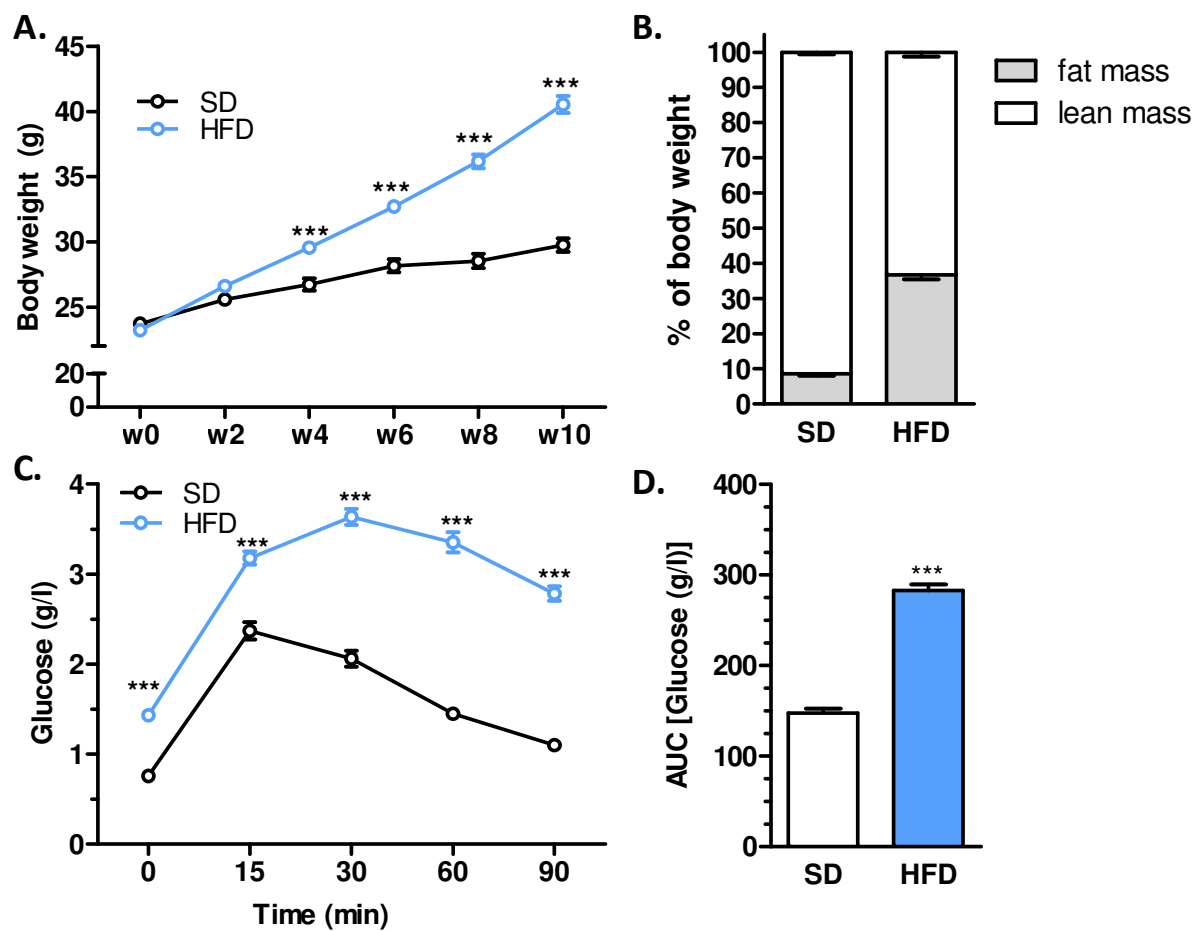 A.
Body weight (g)
45
40
35
30
25
20
0
SD
HFD
***
***
***
***
w0 w2 w4 w6 w8 w10
B.
% of body weight
100
90
80
70
60
50
40
30
20
10
0
SD HFD
fat mass
lean mass
C.
Glucose (g/l)
4
3
2
1
0
SD
HFD
***
***
***
***
***
0 15 30 60 90
Time (min)
D.
AUC [Glucose (g/l)]
400
300
200
100
0
***
SD HFD